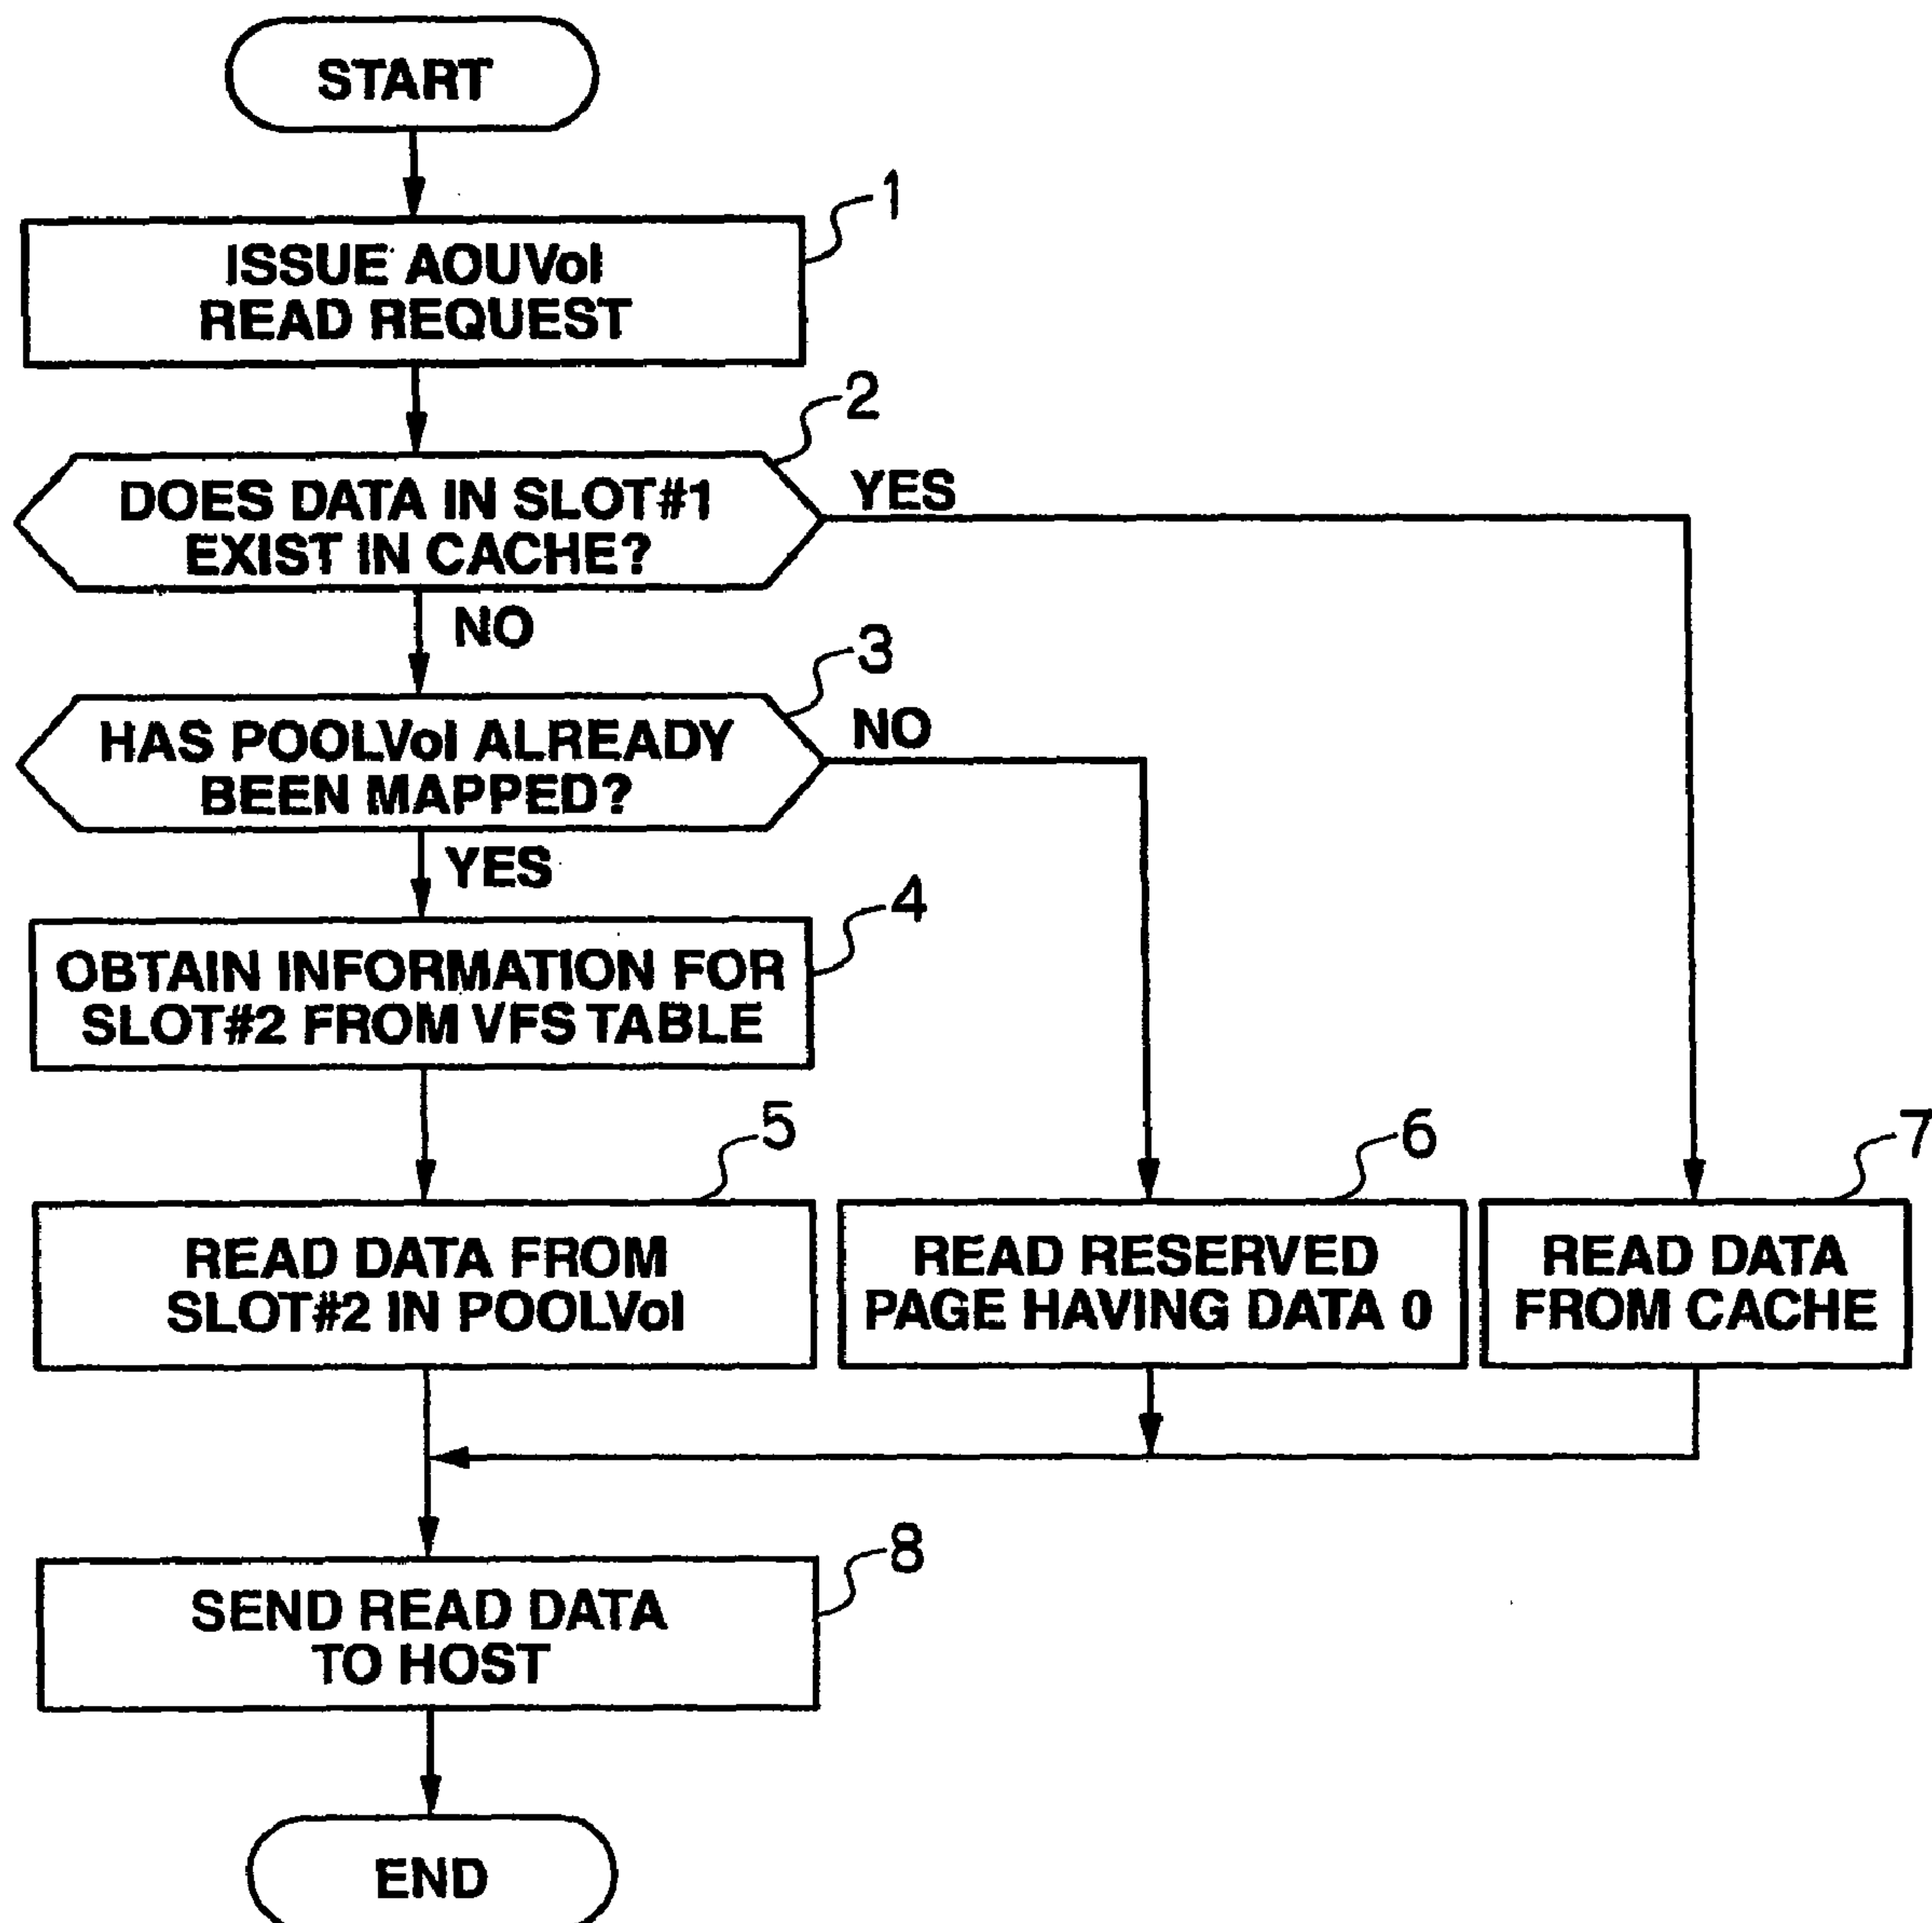 START
1
ISSUE AOUVol
READ REQUEST
2
DOES DATA IN SLOT#1
EXIST IN CACHE?
YES
NO
3
HAS POOLVol ALREADY
BEEN MAPPED?
NO
YES
4
OBTAIN INFORMATION FOR
SLOT#2 FROM VFS TABLE
5
READ DATA FROM
SLOT#2 IN POOLVol
6
READ RESERVED
PAGE HAVING DATA 0
7
READ DATA
FROM CACHE
8
SEND READ DATA
TO HOST
END